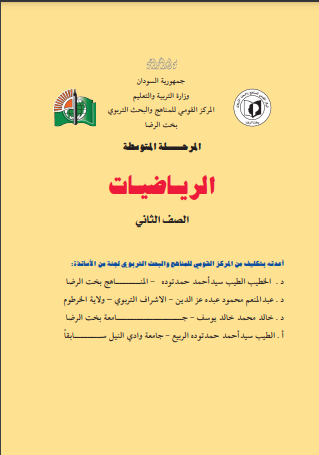 جمهورية السودان
وزارة التربية والتعليم
المركز القومي للمناهج والبحث التربوي
بخت الرضا
المرحلة المتوسطة
الرياضيات
الصف الثاني
أعدته بتكليف من المركز القومي للمناهج والبحث التربوي لجنة من الأساتذة:
د. الخطيب الطيب سيد أحمد حمدتوده - المنـــاهج بخت الرضا
د. عبدالمنعم محمود عبده عز الدين - الاشراف التربوي - ولاية الخرطوم
د. خالد محمد خالد يوسف - جـــامعة بخت الرضا
أ. الطيب سيد أحمد حمدتوده الربيع - جامعة وادي النيل ســـابقاً